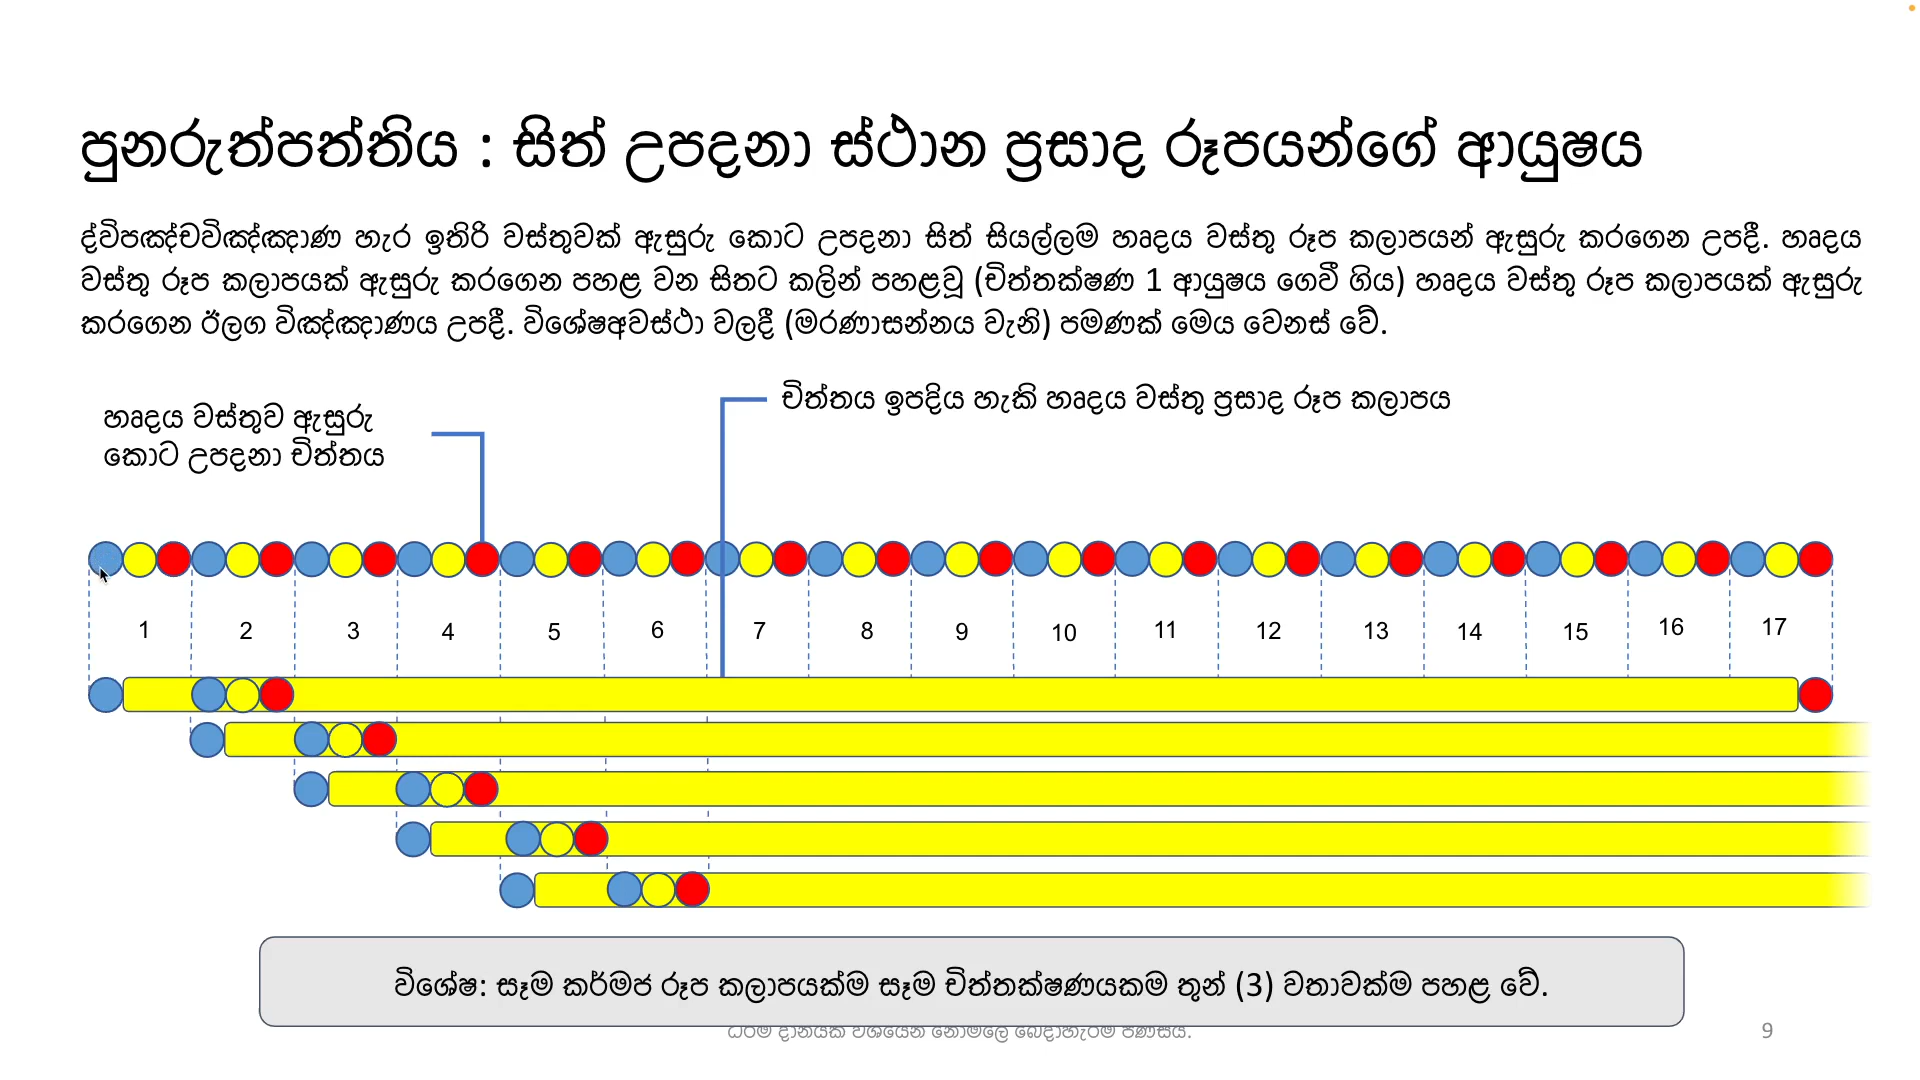 පුනරුත්පත්තිය : සිත් උපදනා ස්ථාන ප්‍රසාද රූපයන්ගේ ආයුෂය
ද්විපඤ්චවිඤ්ඤාණ හැර ඉතිරි වස්තුවක් ඇසුරු කොට උපදනා සිත් සියල්ලම හෘදය වස්තු රූප කලාපයන් ඇසුරු කරගෙන උපදී. හෘදය
වස්තු රූප කලාපයක් ඇසුරු කරගෙන පහළ වන සිතට කලින් පහළවූ (චිත්තක්ෂණ 1 ආයුෂය ගෙවී ගිය) හෘදය වස්තු රූප කලාපයක් ඇසුරු
කරගෙන ඊලග විඤ්ඤාණය උපදී. විශේෂඅවස්ථා වලදී (මරණාසන්නය වැනි) පමණක් මෙය වෙනස් වේ.
චිත්තය ඉපදිය හැකි හෘදය වස්තු ප්‍රසාද රූප කලාපය
හෘදය වස්තුව ඇසුරු
කොට උපදනා චිත්තය
1 2 3 4 5 6 7 8 9 10 11 12 13 14 15 16 17
විශේෂ: සෑම කර්මජ රූප කලාපයක්ම සෑම චිත්තක්ෂණයකම තුන් (3) වතාවක්ම පහළ වේ.
ධර්ම දානයක් වශයෙන් නොමිලේ බෙදාහැරීම පිණිසය.
9